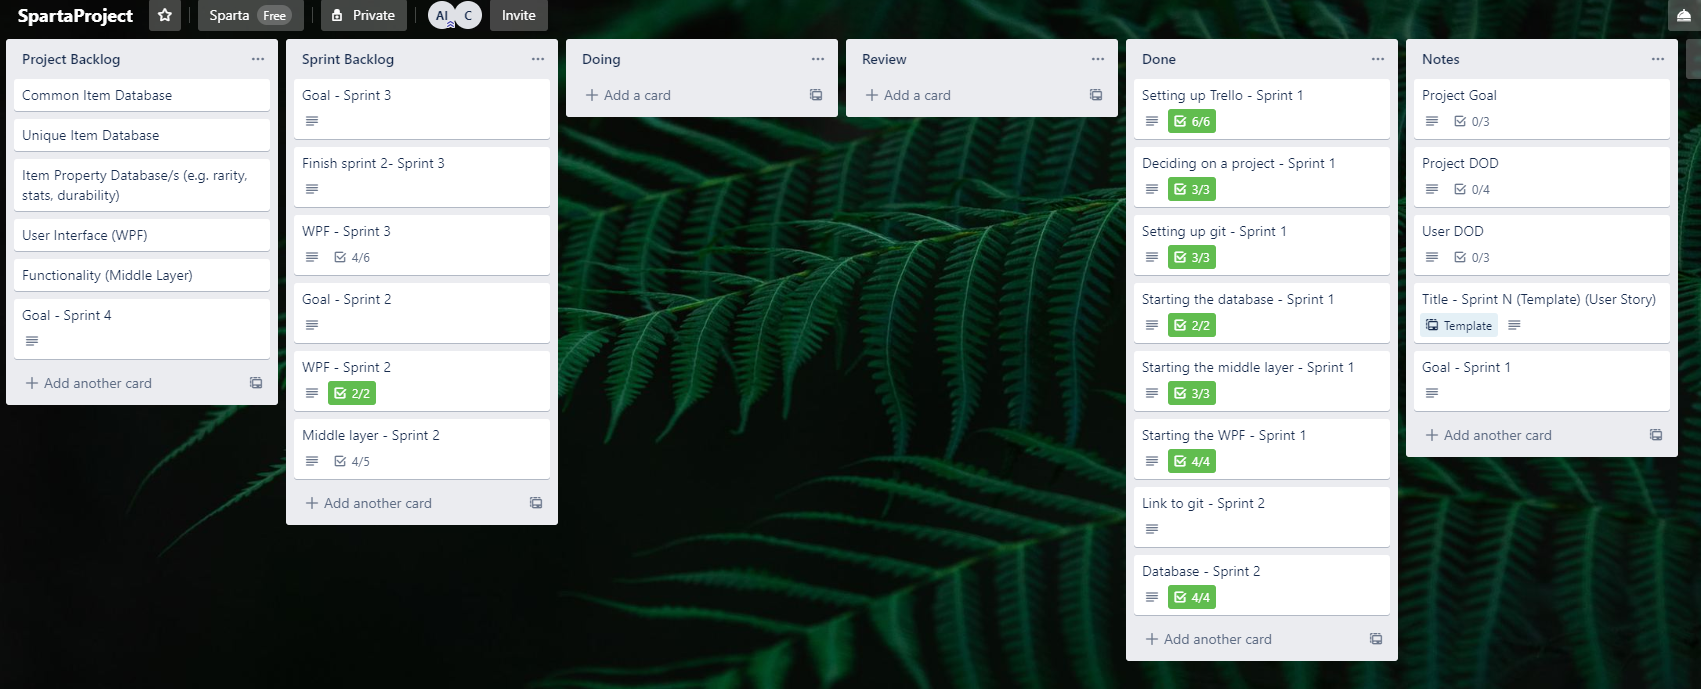 SpartaProject
Sparta Free
Private
AI C
Invite
Project Backlog
Common Item Database
Unique Item Database
Item Property Database/s (e.g. rarity,
stats, durability)
User Interface (WPF)
Functionality (Middle Layer)
Goal - Sprint 4
+ Add another card
Sprint Backlog
Goal - Sprint 3
Finish sprint 2- Sprint 3
WPF - Sprint 3
4/6
Goal - Sprint 2
WPF - Sprint 2
2/2
Middle layer - Sprint 2
4/5
+ Add another card
Doing
+ Add a card
Review
+ Add a card
Done
Setting up Trello - Sprint 1
6/6
Deciding on a project - Sprint 1
3/3
Setting up git - Sprint 1
3/3
Starting the database - Sprint 1
2/2
Starting the middle layer - Sprint 1
3/3
Starting the WPF - Sprint 1
4/4
Link to git - Sprint 2
Database - Sprint 2
4/4
+ Add another card
Notes
Project Goal
0/3
Project DOD
0/4
User DOD
0/3
Title - Sprint N (Template) (User Story)
Template
Goal - Sprint 1
+ Add another card